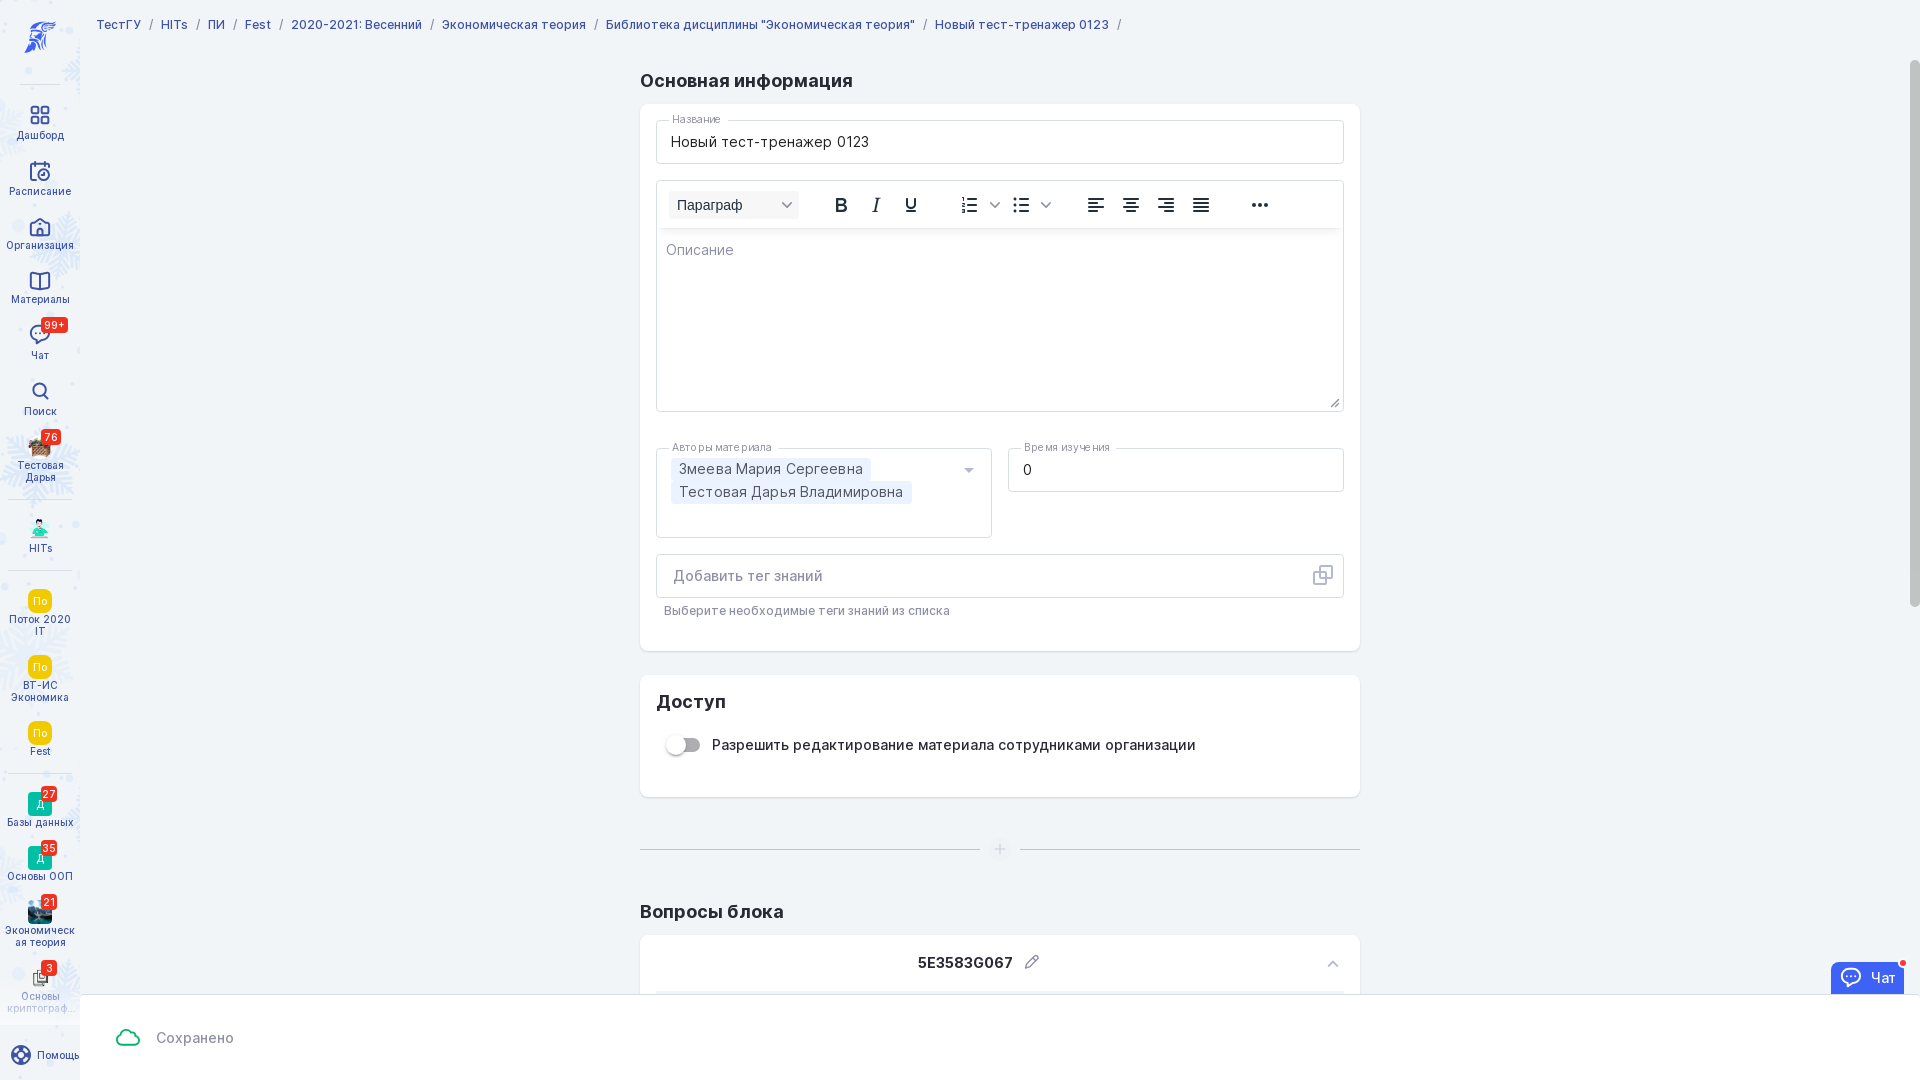 ТестГУ / HITs / ПИ / Fest / 2020-2021: Весенний / Экономическая теория / Библиотека дисциплины "Экономическая теория" / Новый тест-тренажер 0123 /
Дашборд
Расписание
Организация
Материалы
99+
Чат
Поиск
76
Тестовая
Дарья
HITs
По
Поток 2020
IT
По
ВТ-ИС
Экономика
По
Fest
27
Д
Базы данных
35
Д
Основы ООП
21
Экономическ
ая теория
3
Основы
криптограф...
Помощь
Основная информация
Название
Новый тест-тренажер 0123
Параграф
Описание
Авторы материала
Змеева Мария Сергеевна
Тестовая Дарья Владимировна
Время изучения
0
Добавить тег знаний
Выберите необходимые теги знаний из списка
Доступ
Разрешить редактирование материала сотрудниками организации
Вопросы блока
5E3583G067
Чат
Сохранено